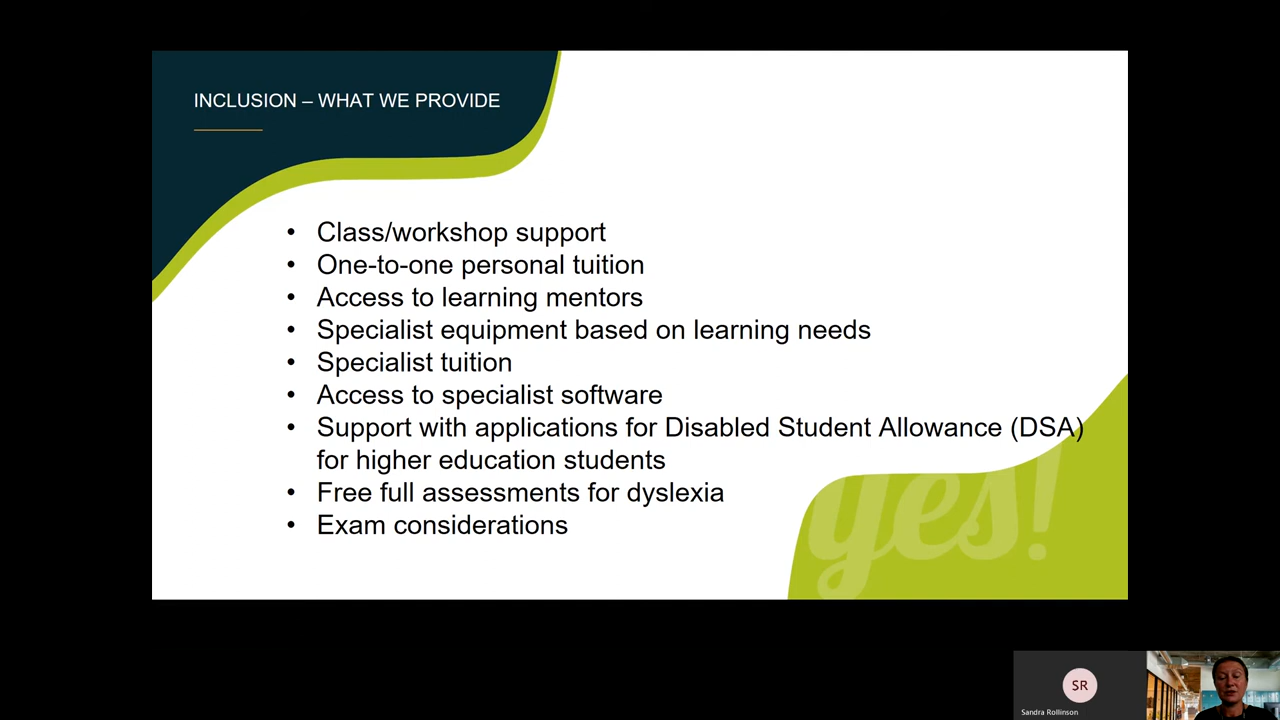 INCLUSION – WHAT WE PROVIDE
• Class/workshop support
• One-to-one personal tuition
• Access to learning mentors
• Specialist equipment based on learning needs
• Specialist tuition
• Access to specialist software
• Support with applications for Disabled Student Allowance (DSA)
for higher education students
• Free full assessments for dyslexia
• Exam considerations
yes!
SR
Sandra Rollinson